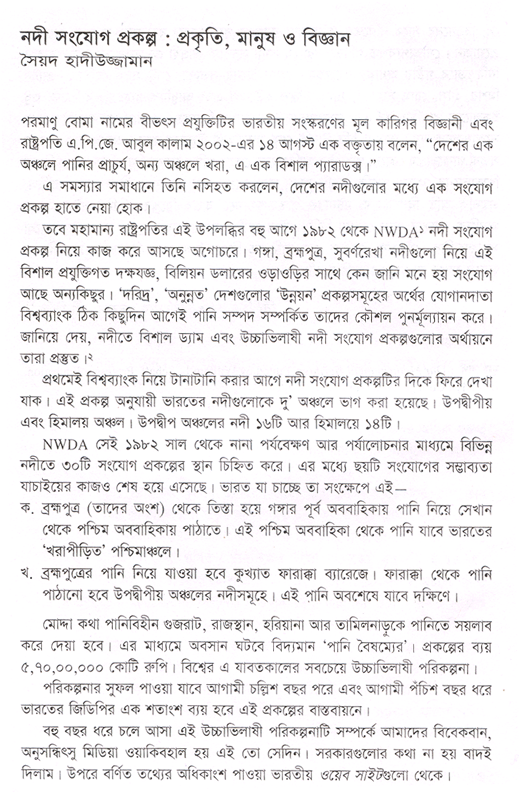 নদী সংযোগ প্রকল্প : প্রকৃতি, মানুষ ও বিজ্ঞান
সৈয়দ হাদীউজ্জামান
পরমাণু বোমা নামের বীভৎস প্রযুক্তিটির ভারতীয় সংস্করণের মূল কারিগর বিজ্ঞানী এবং
রাষ্ট্রপতি এ.পি.জে. আবুল কালাম ২০০২-এর ১৪ আগস্ট এক বক্তৃতায় বলেন, “দেশের এক
অঞ্চলে পানির প্রাচুর্য, অন্য অঞ্চলে খরা, এ এক বিশাল প্যারাডক্স।”
এ সমস্যার সমাধানে তিনি নসিহত করলেন, দেশের নদীগুলোর মধ্যে এক সংযোগ
প্রকল্প হাতে নেয়া হোক।
তবে মহামান্য রাষ্ট্রপতির এই উপলব্ধির বহু আগে ১৯৮২ থেকে NWDA১ নদী সংযোগ
প্রকল্প নিয়ে কাজ করে আসছে অগোচরে। গঙ্গা, ব্রহ্মপুত্র, সুবর্ণরেখা নদীগুলো নিয়ে এই
বিশাল প্রযুক্তিগত দক্ষযজ্ঞ, বিলিয়ন ডলারের ওড়াওড়ির সাথে কেন জানি মনে হয় সংযোগ
আছে অন্যকিছুর। ‘দরিদ্র’, ‘অনুন্নত’ দেশগুলোর ‘উন্নয়ন’ প্রকল্পসমূহের অর্থের যোগানদাতা
বিশ্বব্যাংক ঠিক কিছুদিন আগেই পানি সম্পদ সম্পর্কিত তাদের কৌশল পুনর্মূল্যায়ন করে।
জানিয়ে দেয়, নদীতে বিশাল ড্যাম এবং উচ্চাভিলাষী নদী সংযোগ প্রকল্পগুলোর অর্থায়নে
তারা প্রস্তুত।২
প্রথমেই বিশ্বব্যাংক নিয়ে টানাটানি করার আগে নদী সংযোগ প্রকল্পটির দিকে ফিরে দেখা
যাক। এই প্রকল্প অনুযায়ী ভারতের নদীগুলোকে দু’ অঞ্চলে ভাগ করা হয়েছে। উপদ্বীপীয়
এবং হিমালয় অঞ্চল। উপদ্বীপ অঞ্চলের নদী ১৬টি আর হিমালয়ে ১৪টি।
NWDA সেই ১৯৮২ সাল থেকে নানা পর্যবেক্ষণ আর পর্যালোচনার মাধ্যমে বিভিন্ন
নদীতে ৩০টি সংযোগ প্রকল্পের স্থান চিহ্নিত করে। এর মধ্যে ছয়টি সংযোগের সম্ভাব্যতা
যাচাইয়ের কাজও শেষ হয়ে এসেছে। ভারত যা চাচ্ছে তা সংক্ষেপে এই—
ক. ব্রহ্মপুত্র (তাদের অংশ) থেকে তিস্তা হয়ে গঙ্গার পূর্ব অববাহিকায় পানি নিয়ে সেখান
থেকে পশ্চিম অববাহিকায় পাঠাতে। এই পশ্চিম অববাহিকা থেকে পানি যাবে ভারতের
‘খরাপীড়িত’ পশ্চিমাঞ্চলে।
খ. ব্রহ্মপুত্রের পানি নিয়ে যাওয়া হবে কুখ্যাত ফারাক্কা ব্যারেজে। ফারাক্কা থেকে পানি
পাঠানো হবে উপদ্বীপীয় অঞ্চলের নদীসমূহে। এই পানি অবশেষে যাবে দক্ষিণে।
মোদ্দা কথা পানিবিহীন গুজরাট, রাজস্থান, হরিয়ানা আর তামিলনাড়ুকে পানিতে সয়লাব
করে দেয়া হবে। এর মাধ্যমে অবসান ঘটবে বিদ্যমান ‘পানি বৈষম্যের’। প্রকল্পের ব্যয়
৫,৭০,০০,০০০ কোটি রুপি। বিশ্বের এ যাবতকালের সবচেয়ে উচ্চাভিলাষী পরিকল্পনা।
পরিকল্পনার সুফল পাওয়া যাবে আগামী চল্লিশ বছর পরে এবং আগামী পঁচিশ বছর ধরে
ভারতের জিডিপির এক শতাংশ ব্যয় হবে এই প্রকল্পের বাস্তবায়নে।
বহু বছর ধরে চলে আসা এই উচ্চাভিলাষী পরিকল্পনাটি সম্পর্কে আমাদের বিবেকবান,
অনুসন্ধিৎসু মিডিয়া ওয়াকিবহাল হয় এই তো সেদিন। সরকারগুলোর কথা না হয় বাদই
দিলাম। উপরে বর্ণিত তথ্যের অধিকাংশ পাওয়া ভারতীয় ওয়েব সাইটগুলো থেকে।